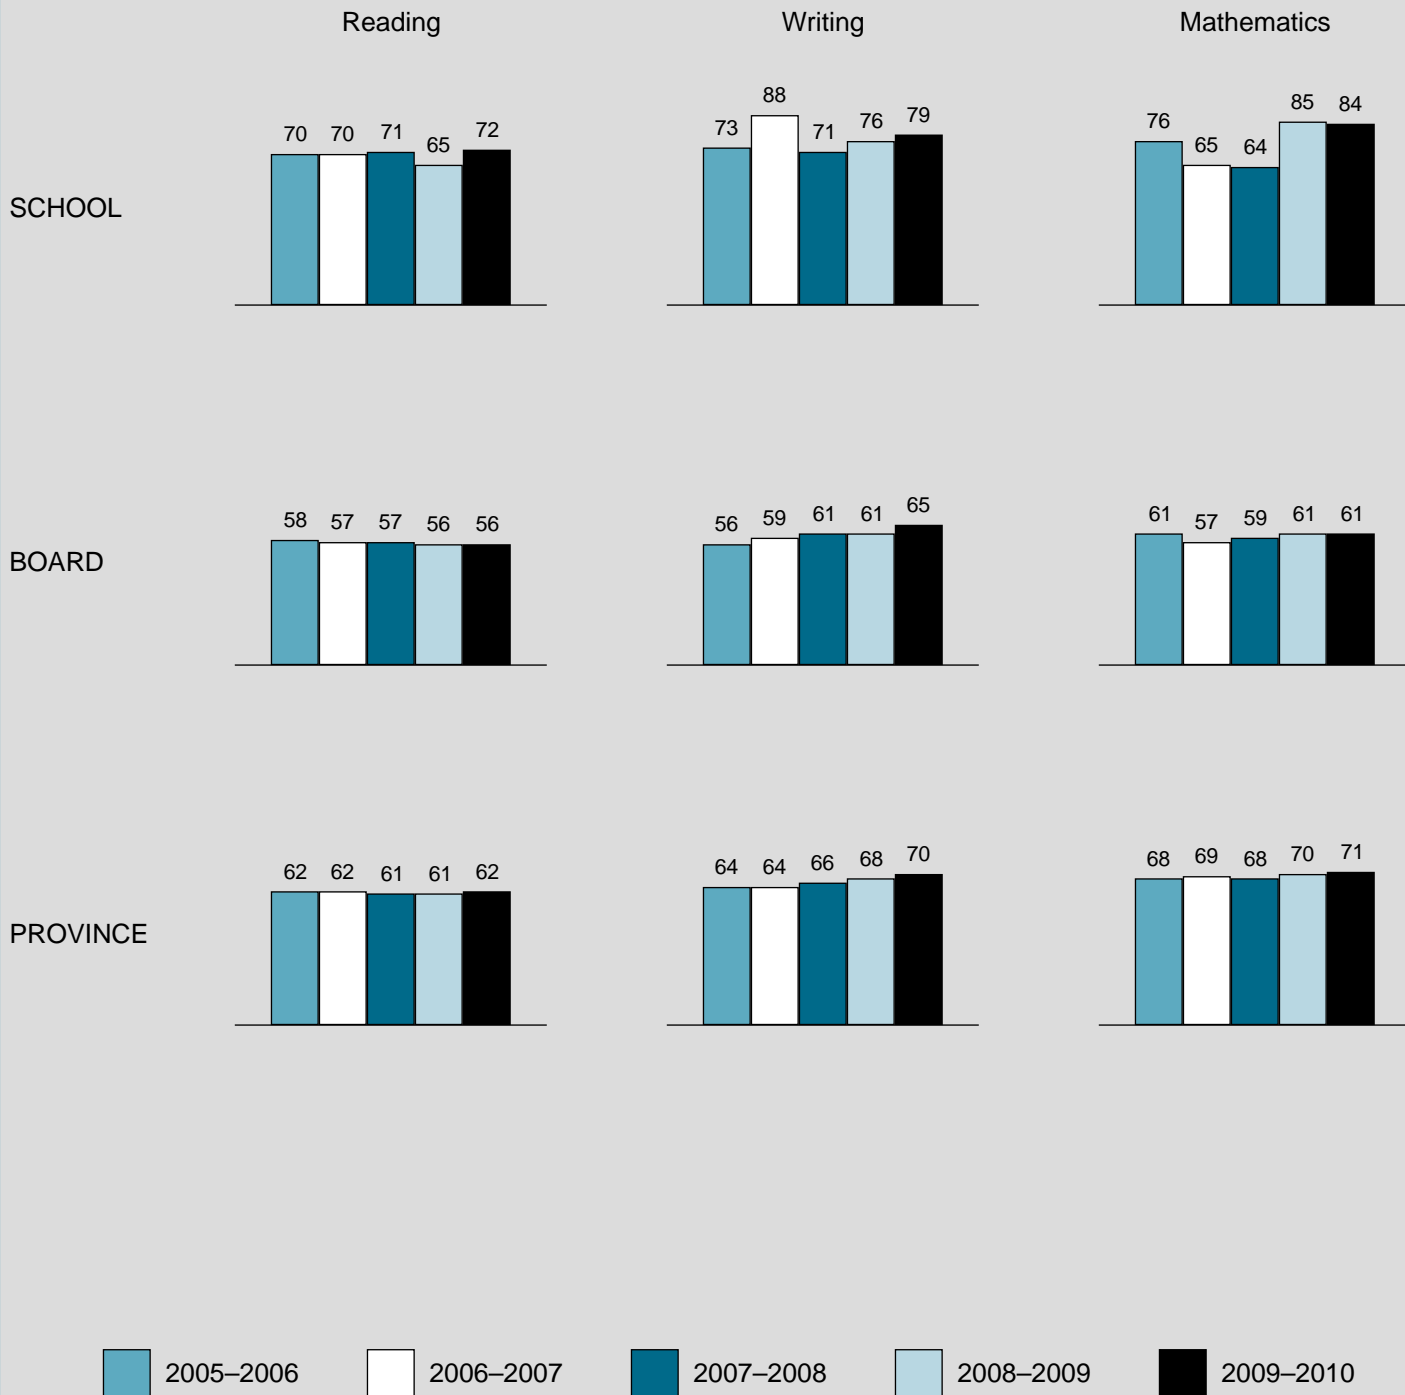 Reading Writing Mathematics
SCHOOL
70 70 71 65 72
73 88 71 76 79
76 65 64 85 84
BOARD
58 57 57 56 56
56 59 61 61 65
61 57 59 61 61
PROVINCE
62 62 61 61 62
64 64 66 68 70
68 69 68 70 71
2005–2006 2006–2007 2007–2008 2008–2009 2009–2010